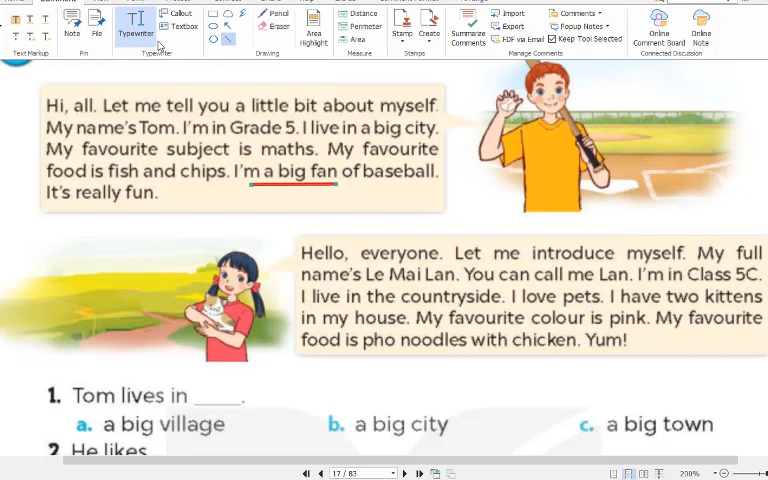 Comment
Callout
Pencil
Distance
Import
Comments
Textbox
Eraser
Perimeter
Export
Popup Notes
Note
File
Typewriter
Area
Highlight
Area
Stamp
Create
Summarize
Comments
FDF via Email
Keep Tool Selected
Online
Comment Board
Online
Note
Text Markup
Pin
Typewriter
Drawing
Measure
Stamps
Manage Comments
Connected Discussion
Hi, all. Let me tell you a little bit about myself.
My name's Tom. I'm in Grade 5. I live in a big city.
My favourite subject is maths. My favourite
food is fish and chips. I'm a big fan of baseball.
It's really fun.
Hello, everyone. Let me introduce myself. My full
name's Le Mai Lan. You can call me Lan. I'm in Class 5C.
I live in the countryside. I love pets. I have two kittens
in my house. My favourite colour is pink. My favourite
food is pho noodles with chicken. Yum!
1. Tom lives in _____.
a. a big village b. a big city c. a big town
2. He likes
17 / 83
200%